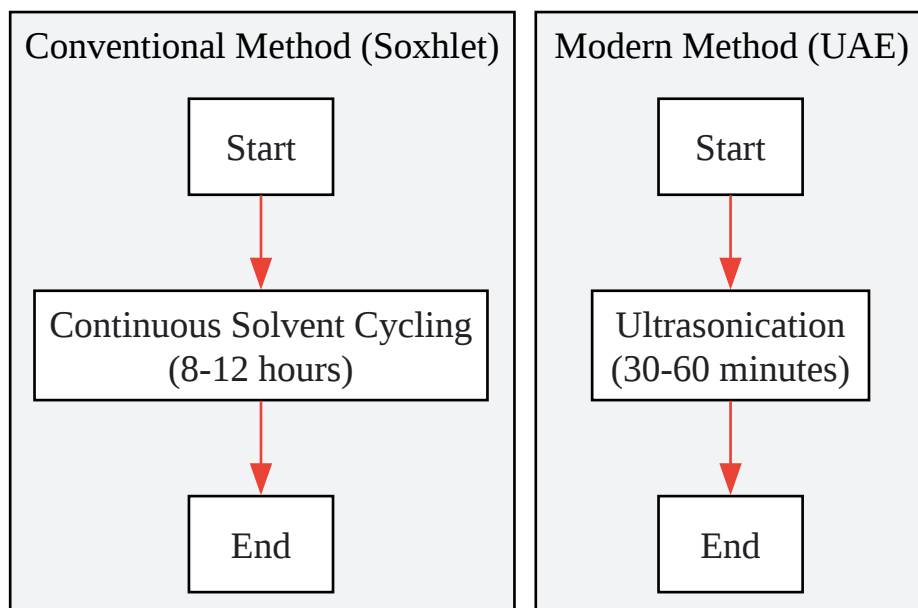 Conventional Method (Soxhlet)
Start
Continuous Solvent Cycling
(8-12 hours)
End
Modern Method (UAE)
Start
Ultrasonication
(30-60 minutes)
End